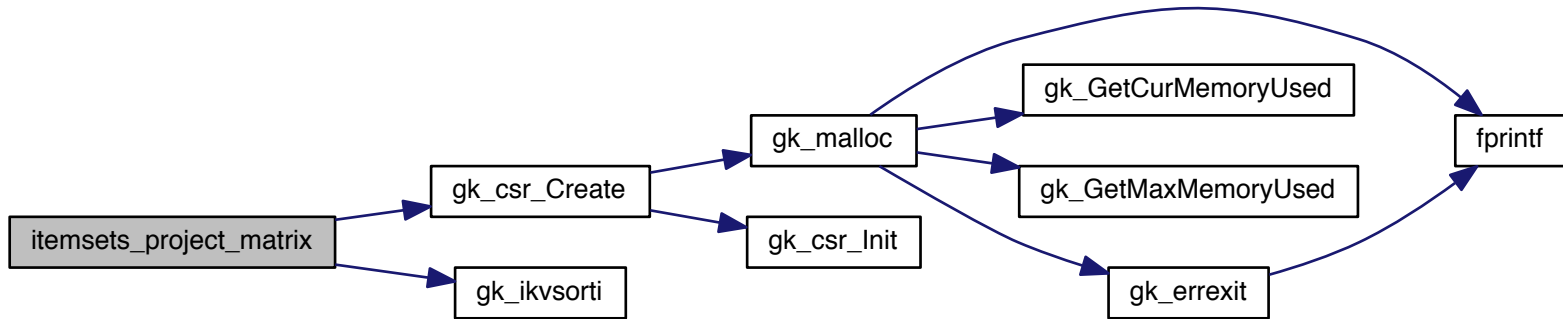 itemsets_project_matrix
gk_csr_Create
gk_ikvsorti
gk_malloc
gk_csr_Init
gk_GetCurMemoryUsed
gk_GetMaxMemoryUsed
gk_errexit
fprintf